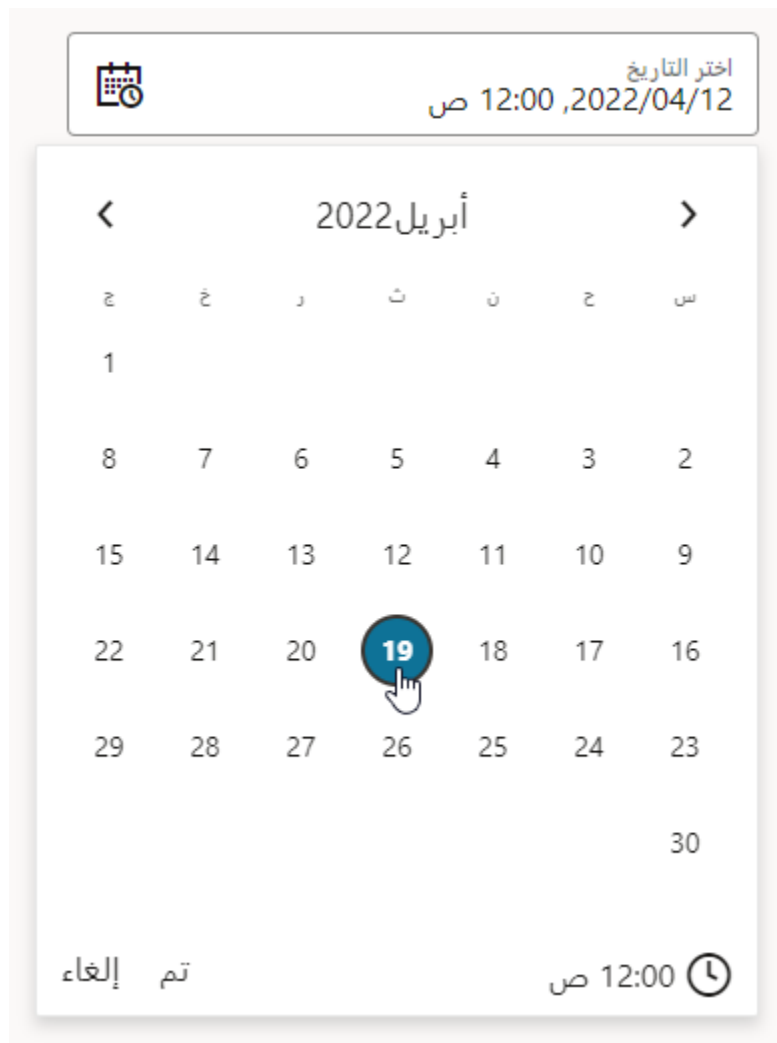 اختر التاريخ
2022/04/12, 12:00 ص
أبريل2022
س ح ن ث ر خ ج
1
2 3 4 5 6 7 8
9 10 11 12 13 14 15
16 17 18 19 20 21 22
23 24 25 26 27 28 29
30
12:00 ص تم إلغاء